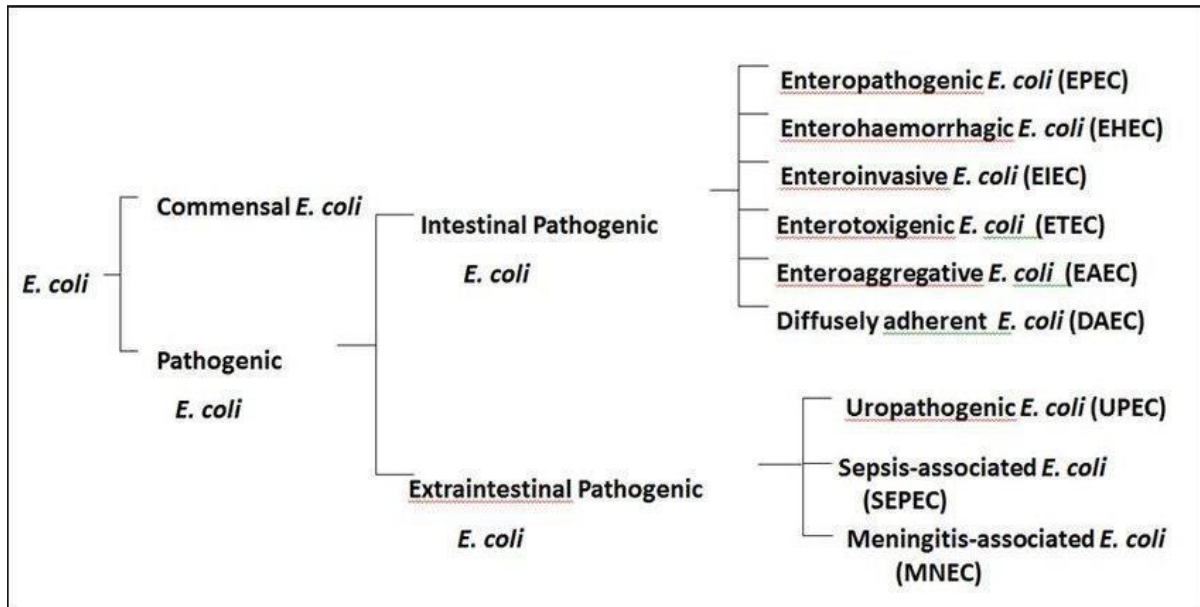 E. coli
Commensal E. coli
Pathogenic
E. coli
Intestinal Pathogenic
E. coli
Extraintestinal Pathogenic
E. coli
Enteropathogenic E. coli (EPEC)
Enterohaemorrhagic E. coli (EHEC)
Enteroinvasive E. coli (EIEC)
Enterotoxigenic E. coli (ETEC)
Enteroaggregative E. coli (EAEC)
Diffusely adherent E. coli (DAEC)
Uropathogenic E. coli (UPEC)
Sepsis-associated E. coli
(SEPEC)
Meningitis-associated E. coli
(MNEC)